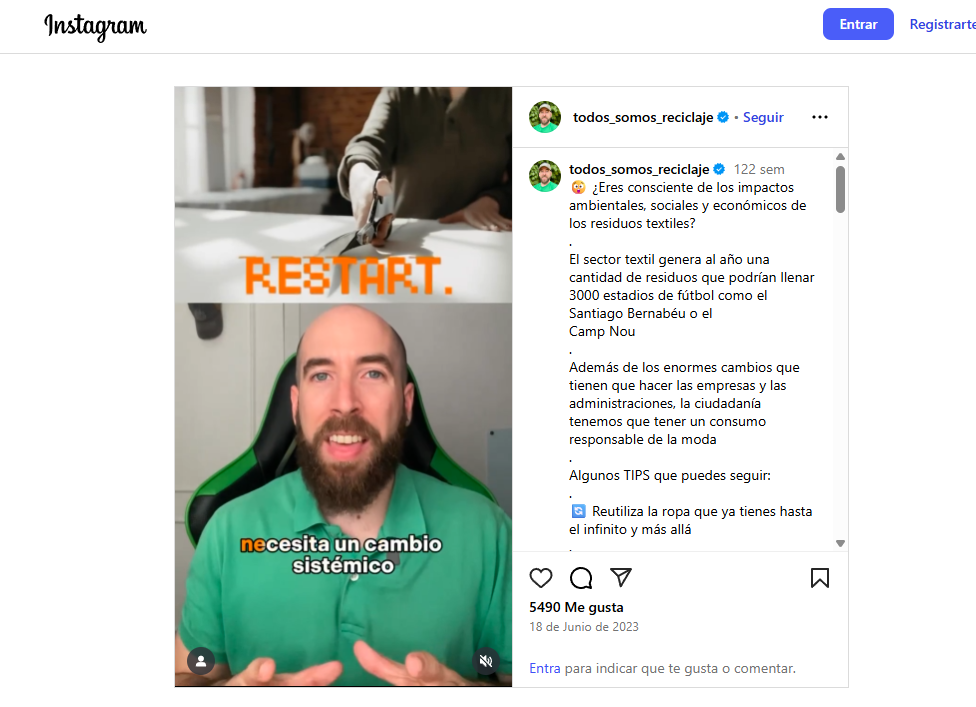 Instagram
Entrar
Registrarte
RESTART.
necesita un cambio
sistémico
todos_somos_reciclaje • Seguir
todos_somos_reciclaje 122 sem
😲 ¿Eres consciente de los impactos
ambientales, sociales y económicos de
los residuos textiles?
.
El sector textil genera al año una
cantidad de residuos que podrían llenar
3000 estadios de fútbol como el
Santiago Bernabéu o el
Camp Nou
.
Además de los enormes cambios que
tienen que hacer las empresas y las
administraciones, la ciudadanía
tenemos que tener un consumo
responsable de la moda
.
Algunos TIPS que puedes seguir:
.
🔄 Reutiliza la ropa que ya tienes hasta
el infinito y más allá
.
5490 Me gusta
18 de Junio de 2023
Entra para indicar que te gusta o comentar.